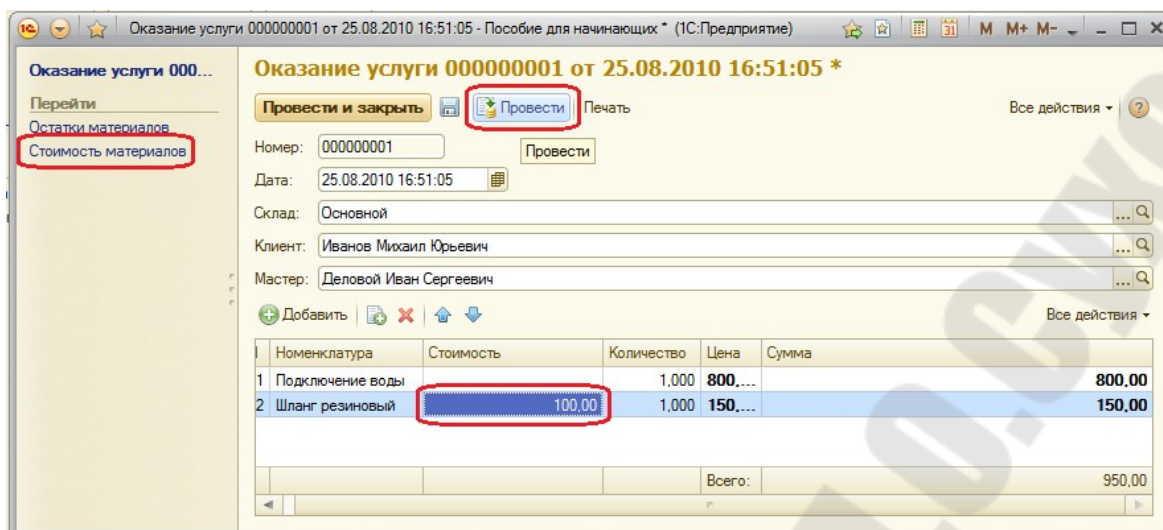 Оказание услуги 000000001 от 25.08.2010 16:51:05 - Пособие для начинающих * (1С:Предприятие) M M+ M-
Оказание услуги 000...
Перейти
Остатки материалов
Стоимость материалов
Оказание услуги 000000001 от 25.08.2010 16:51:05 *
Провести и закрыть Провести Печать Все действия
Номер: 000000001
Провести
Дата: 25.08.2010 16:51:05
Склад: Основной ...
Клиент: Иванов Михаил Юрьевич ...
Мастер: Деловой Иван Сергеевич ...
Добавить Все действия
Номенклатура Стоимость Количество Цена Сумма
1 Подключение воды 1,000 800,... 800,00
2 Шланг резиновый 100,00 1,000 150,... 150,00
Всего: 950,00